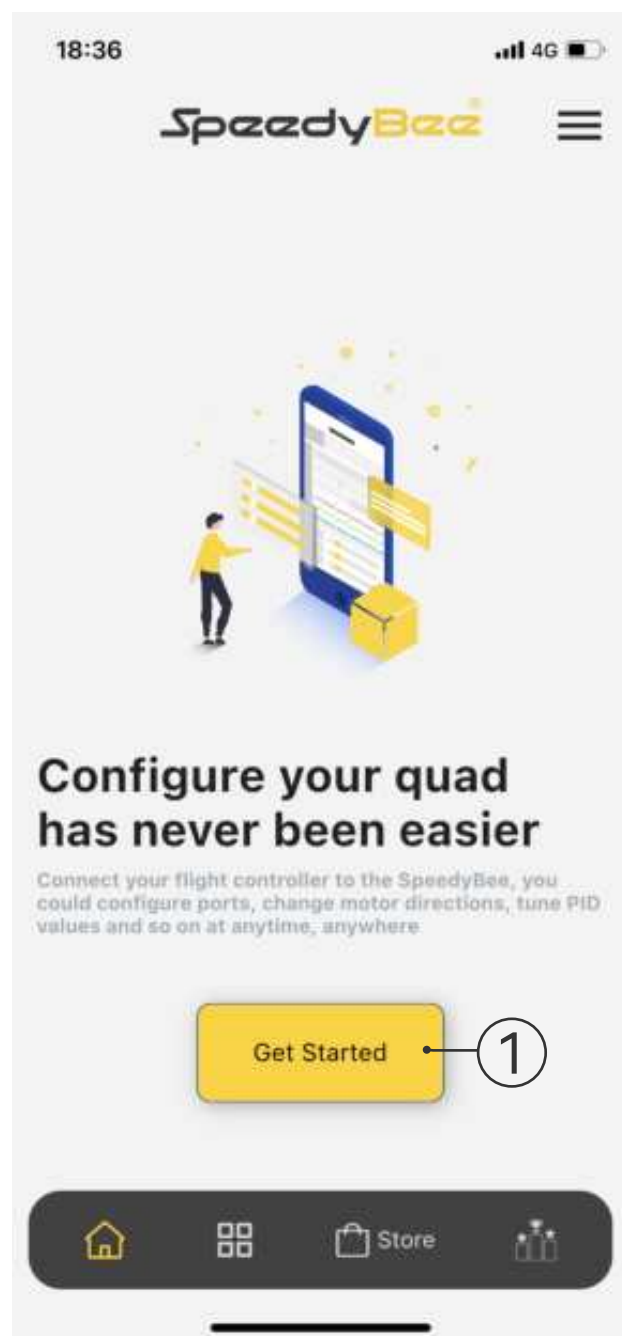 18:36
4G
SpeedyBee
Configure your quad
has never been easier
Connect your flight controller to the SpeedyBee, you
could configure ports, change motor directions, tune PID
values and so on at anytime, anywhere
Get Started
1
Store